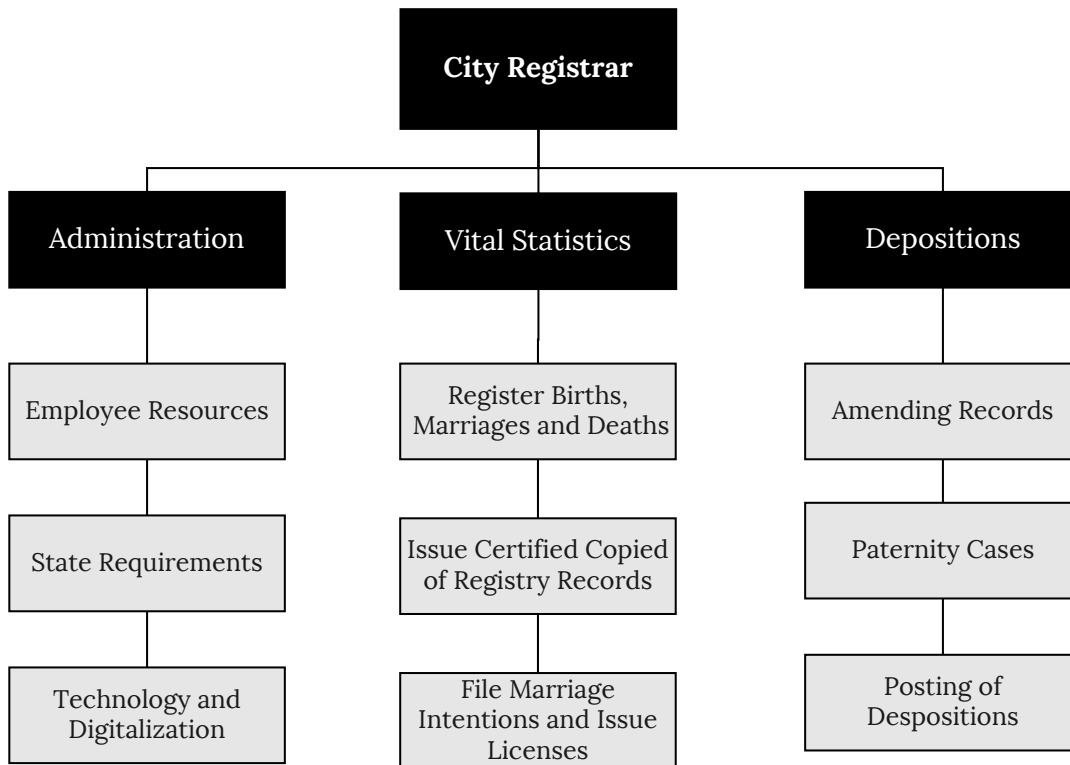 City Registrar
Administration
Vital Statistics
Depositions
Employee Resources
Register Births,
Marriages and Deaths
Amending Records
State Requirements
Issue Certified Copied
of Registry Records
Paternity Cases
Technology and
Digitalization
File Marriage
Intentions and Issue
Licenses
Posting of
Despositions